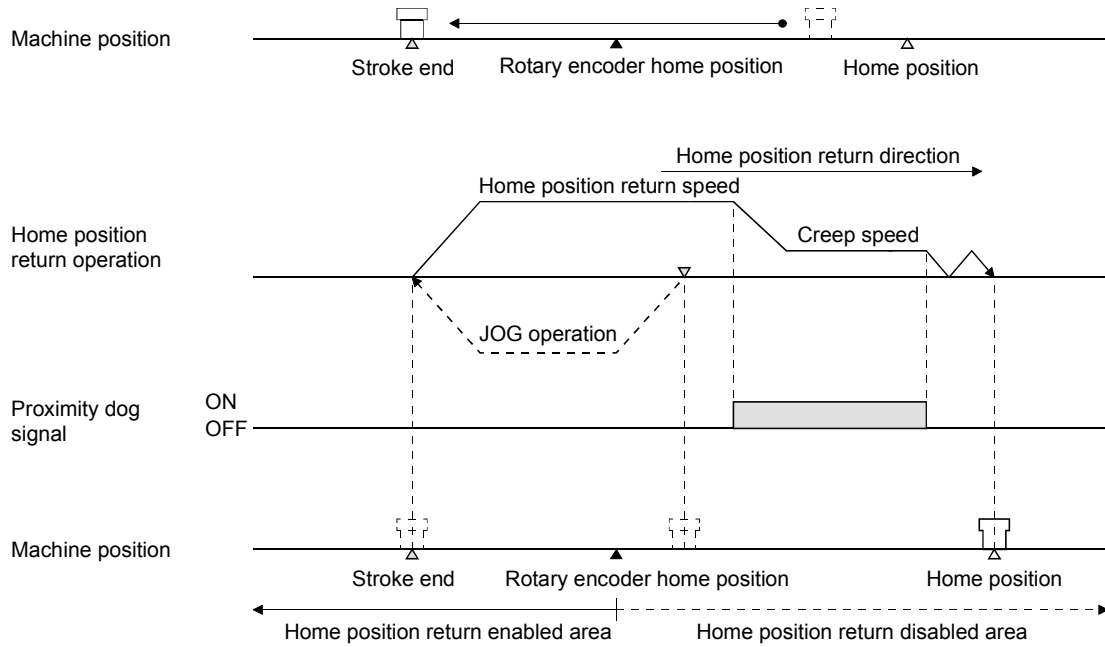 Machine position
Stroke end
Rotary encoder home position
Home position
Home position return direction
Home position return speed
Home position
return operation
Creep speed
JOG operation
Proximity dog
signal
ON
OFF
Machine position
Stroke end
Rotary encoder home position
Home position
Home position return enabled area
Home position return disabled area